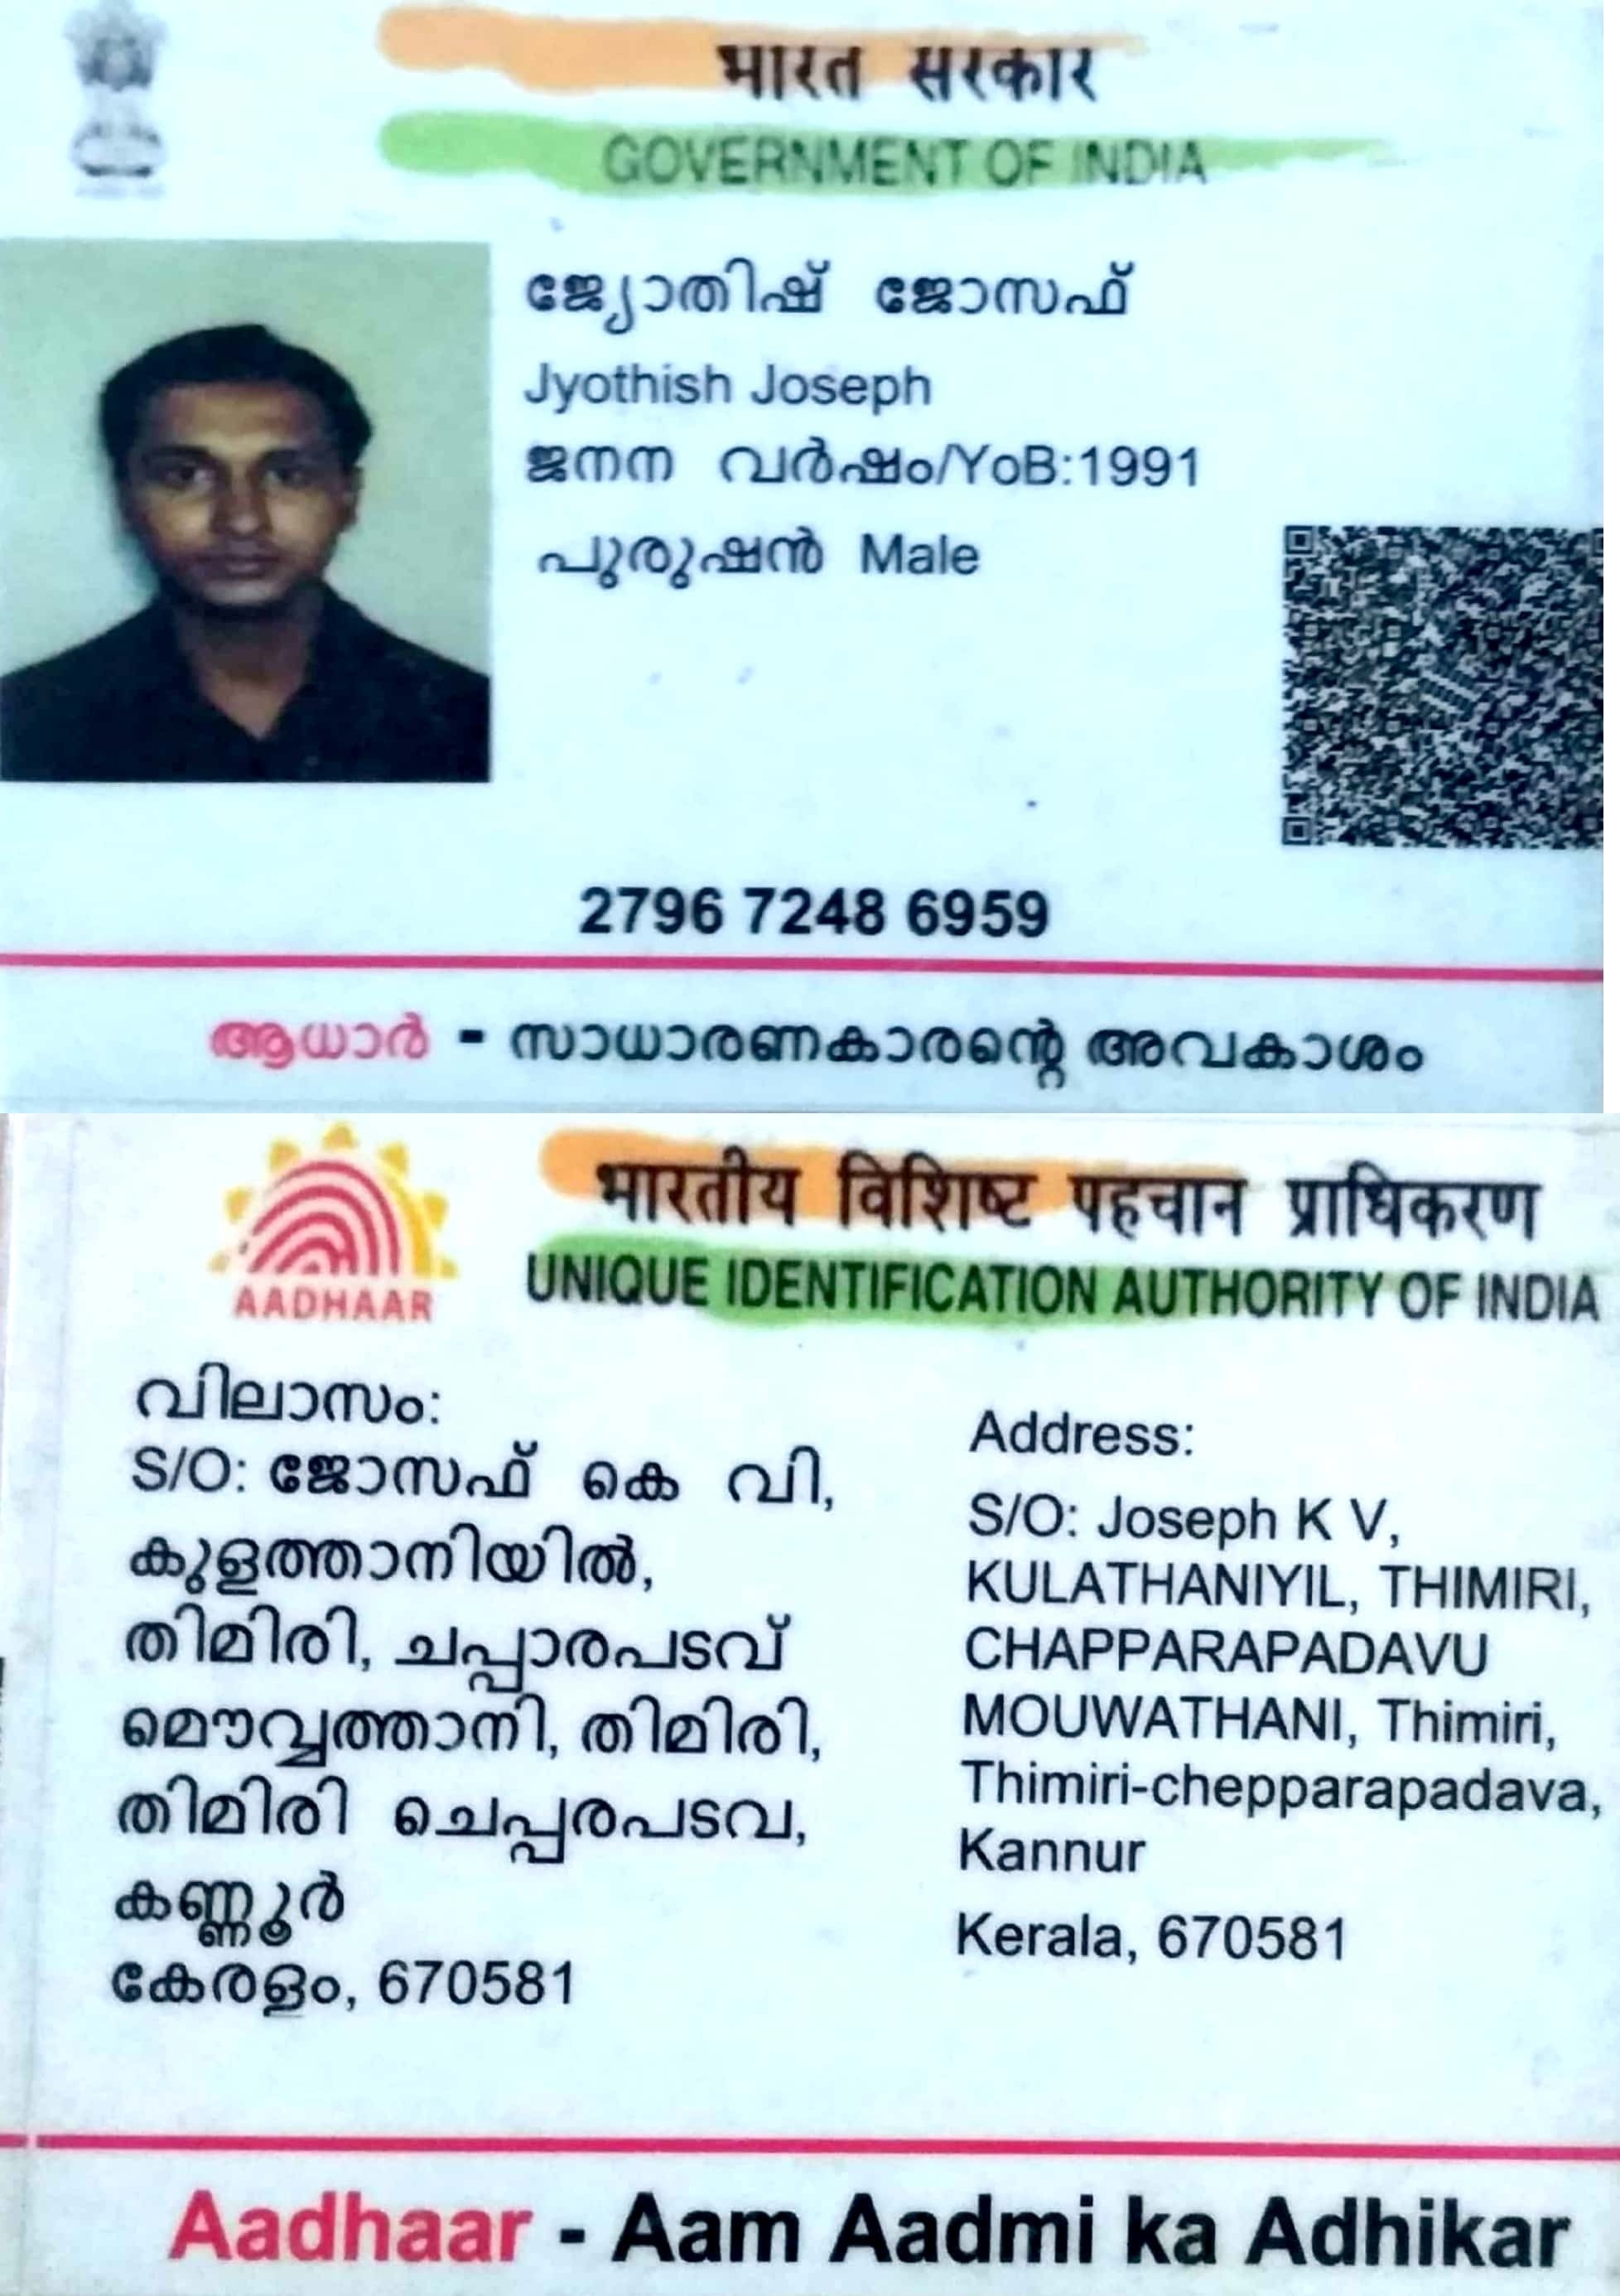 भारत सरकार
GOVERNMENT OF INDIA
ജ്യോതിഷ് ജോസഫ്
Jyothish Joseph
ജനന വർഷം/YoB:1991
പുരുഷൻ Male
2796 7248 6959
ആധാർ - സാധാരണകാരന്റെ അവകാശം
AADHAAR
भारतीय विशिष्ट पहचान प्राधिकरण
UNIQUE IDENTIFICATION AUTHORITY OF INDIA
വിലാസം:
S/O: ജോസഫ് കെ വി,
കുളത്താനിയിൽ,
തിമിരി, ചപ്പാരപടവ്
മൌവ്വത്താനി, തിമിരി,
തിമിരി ചെപ്പരപടവ,
കണ്ണൂർ
കേരളം, 670581
Address:
S/O: Joseph K V,
KULATHANIYIL, THIMIRI,
CHAPPARAPADAVU
MOUWATHANI, Thimiri,
Thimiri-chepparapadava,
Kannur
Kerala, 670581
Aadhaar - Aam Aadmi ka Adhikar